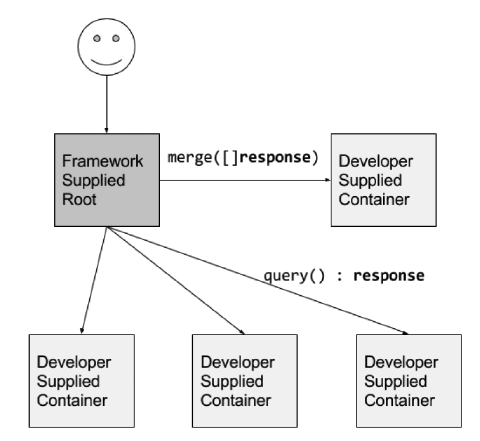 Framework
Supplied
Root
merge([]response)
Developer
Supplied
Container
query() : response
Developer
Supplied
Container
Developer
Supplied
Container
Developer
Supplied
Container